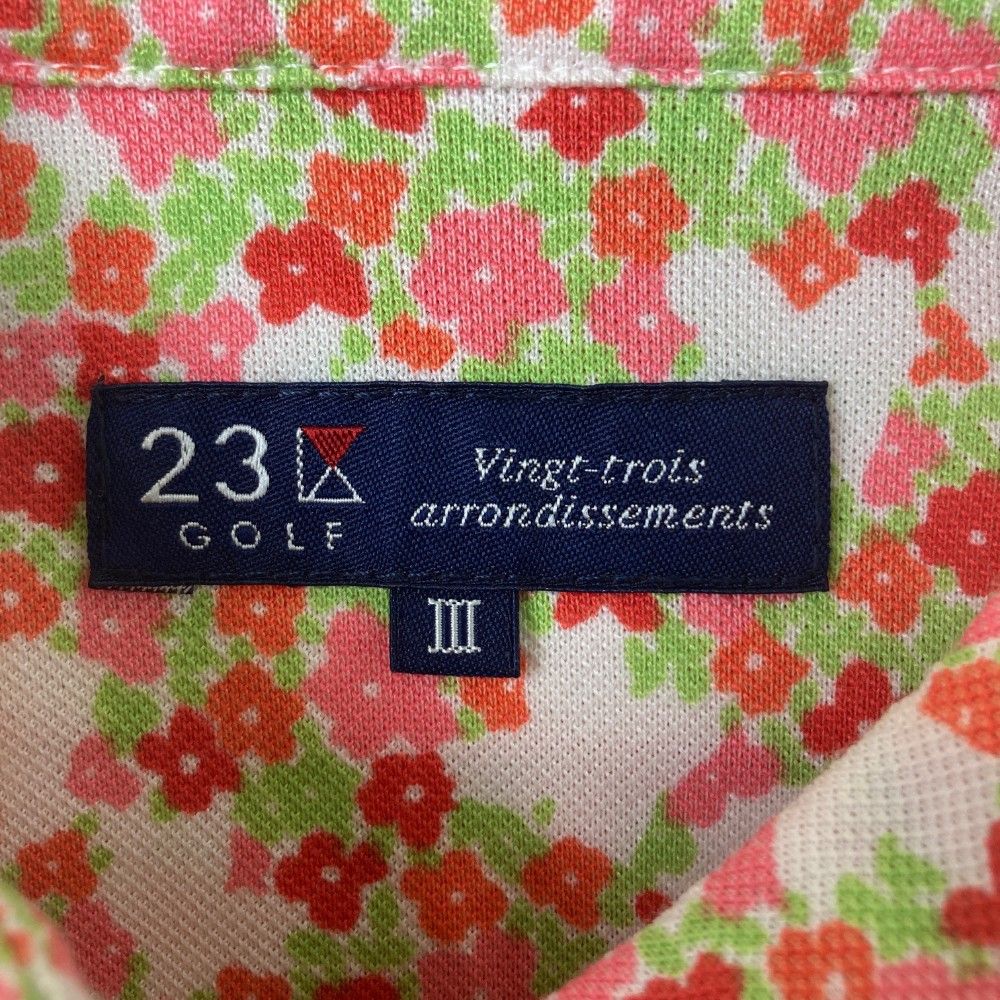 23
GOLF
Vingt-trois
arrondissements
III